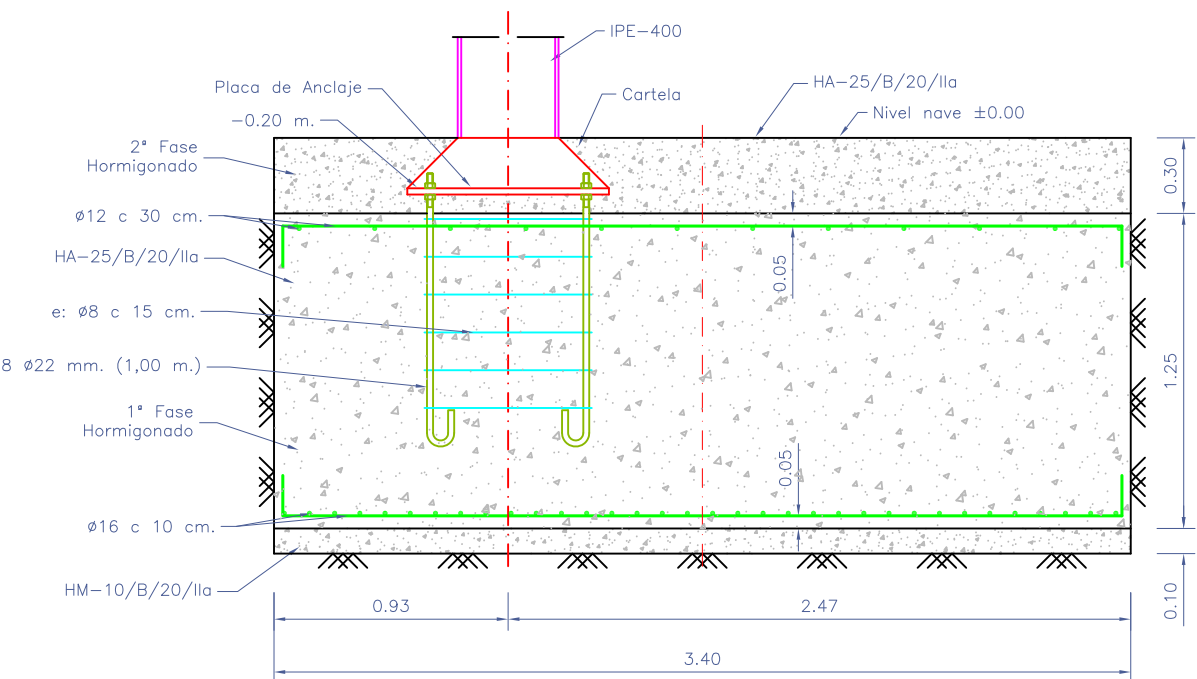 IPE-400
Placa de Anclaje
HA-25/B/20/IIa
Cartela
Nivel nave ±0.00
-0.20 m.
2ª Fase
Hormigonado
0.30
ø12 c 30 cm.
HA-25/B/20/IIa
0.05
e: ø8 c 15 cm.
8 ø22 mm. (1,00 m.)
1.25
1ª Fase
Hormigonado
0.05
ø16 c 10 cm.
HM-10/B/20/IIa
0.10
0.93
2.47
3.40